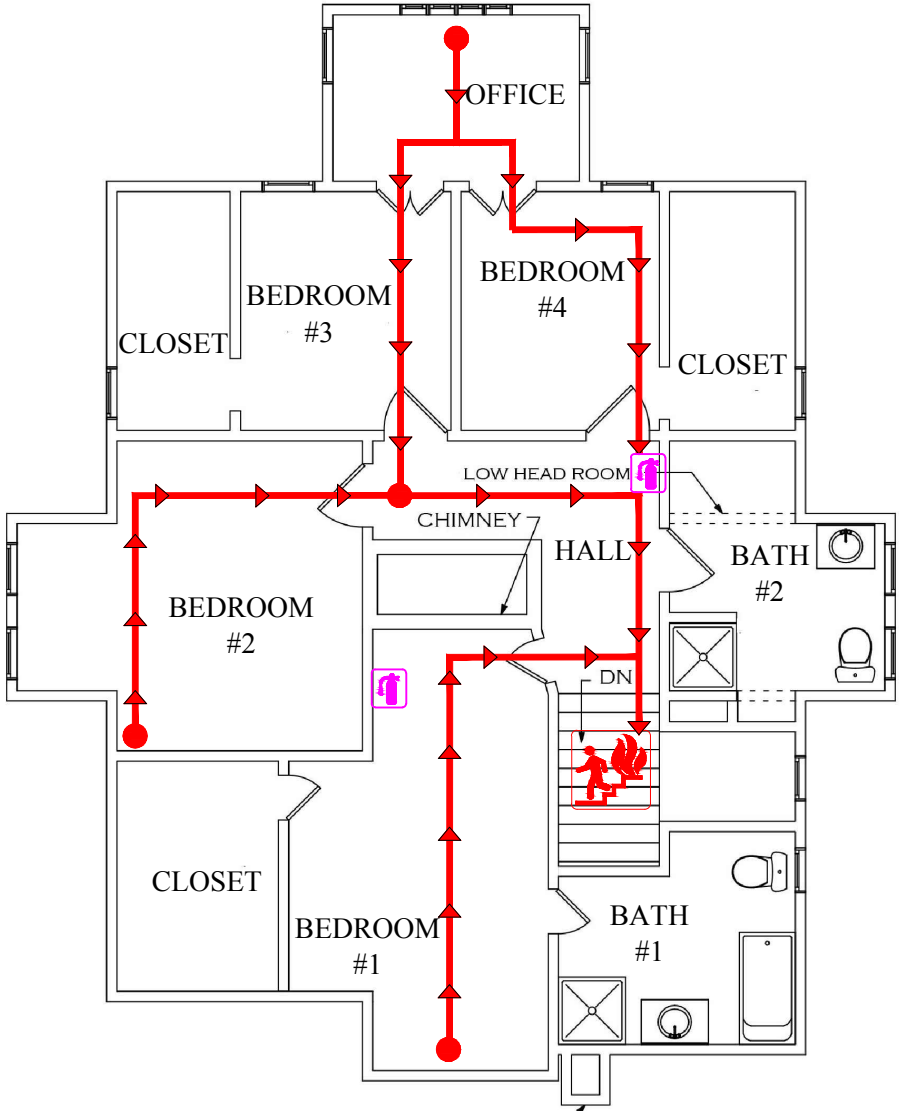 OFFICE
BEDROOM
#3
BEDROOM
#4
CLOSET
CLOSET
LOW HEAD ROOM
CHIMNEY
HALL
BATH
#2
BEDROOM
#2
DN
CLOSET
BEDROOM
#1
BATH
#1